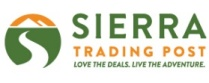 SIERRA
TRADING POST
LOVE THE DEALS. LIVE THE ADVENTURE.